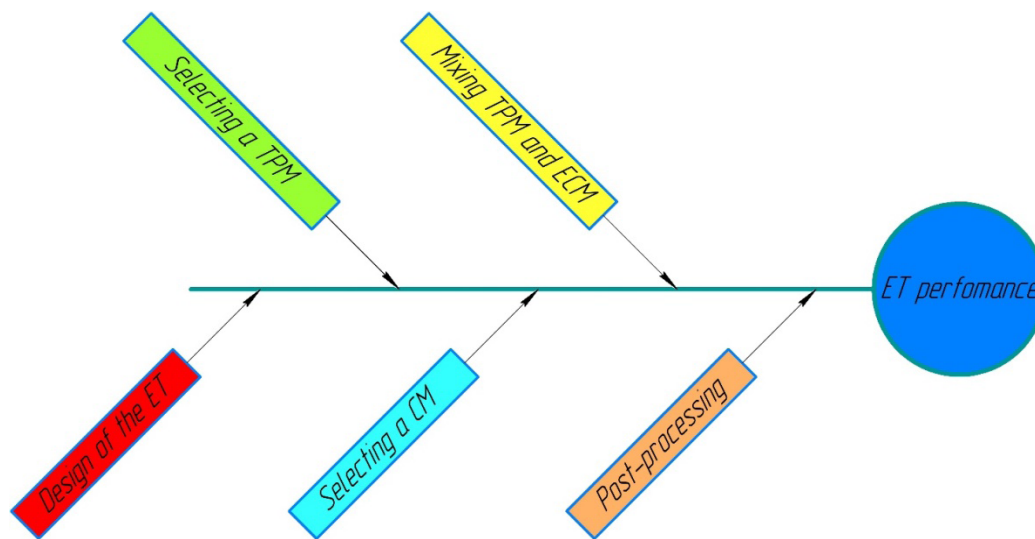 Selecting a TPM
Mixing TPM and ECM
ET perfomance
Design of the ET
Selecting a CM
Post-processing